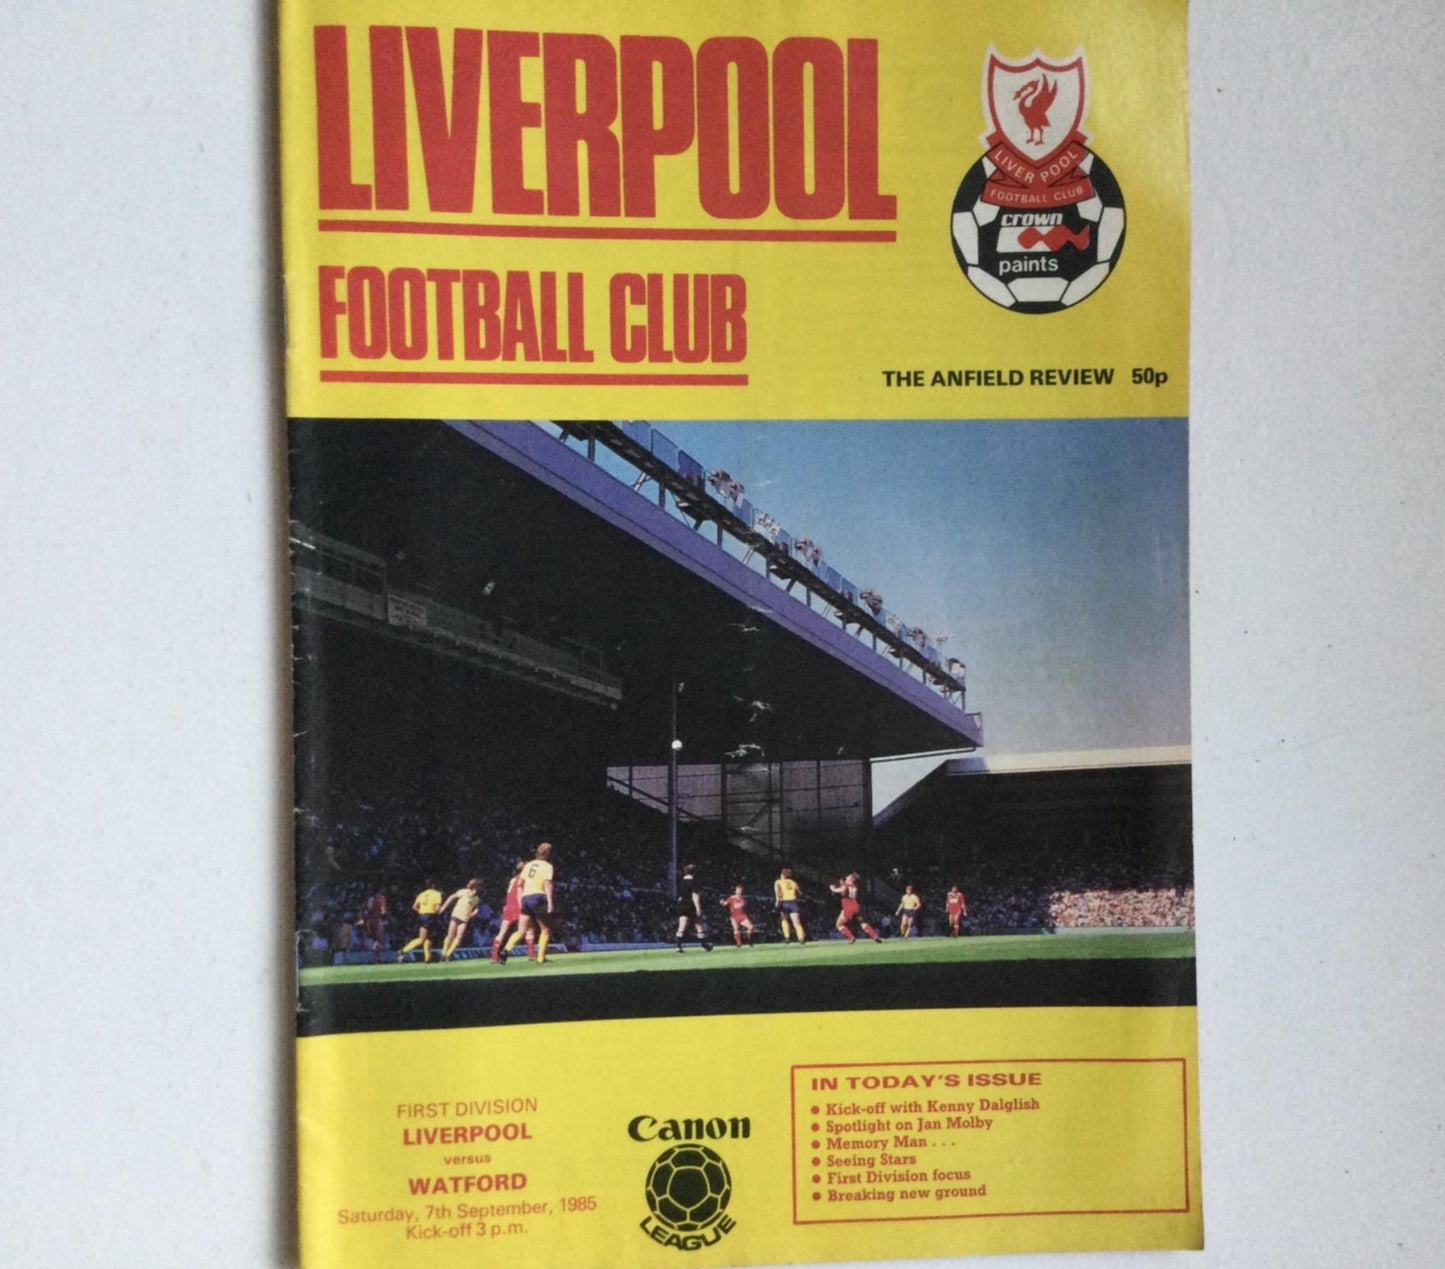 LIVERPOOL
FOOTBALL CLUB
LIVERPOOL
FOOTBALL CLUB
crown
paints
THE ANFIELD REVIEW 50p
6
FIRST DIVISION
LIVERPOOL
versus
WATFORD
Saturday, 7th September, 1985
Kick-off 3 p.m.
Canon
LEAGUE
IN TODAY'S ISSUE
● Kick-off with Kenny Dalglish
● Spotlight on Jan Molby
● Memory Man . . .
● Seeing Stars
● First Division focus
● Breaking new ground